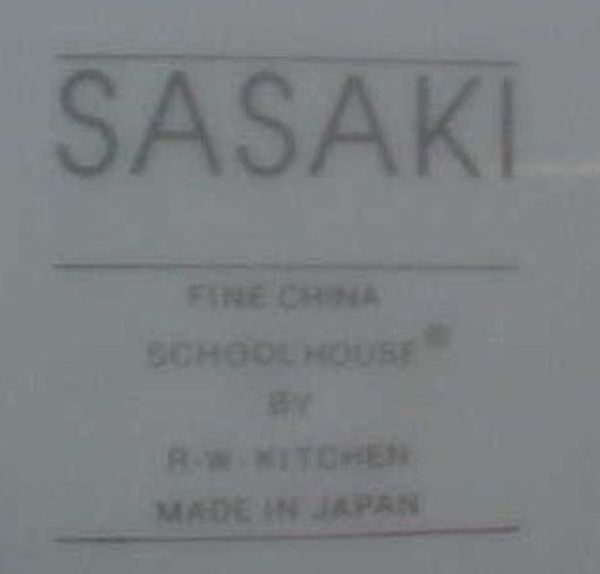 SASAKI
FINE CHINA
SCHOOL HOUSE®
BY
R·W·KITCHEN
MADE IN JAPAN